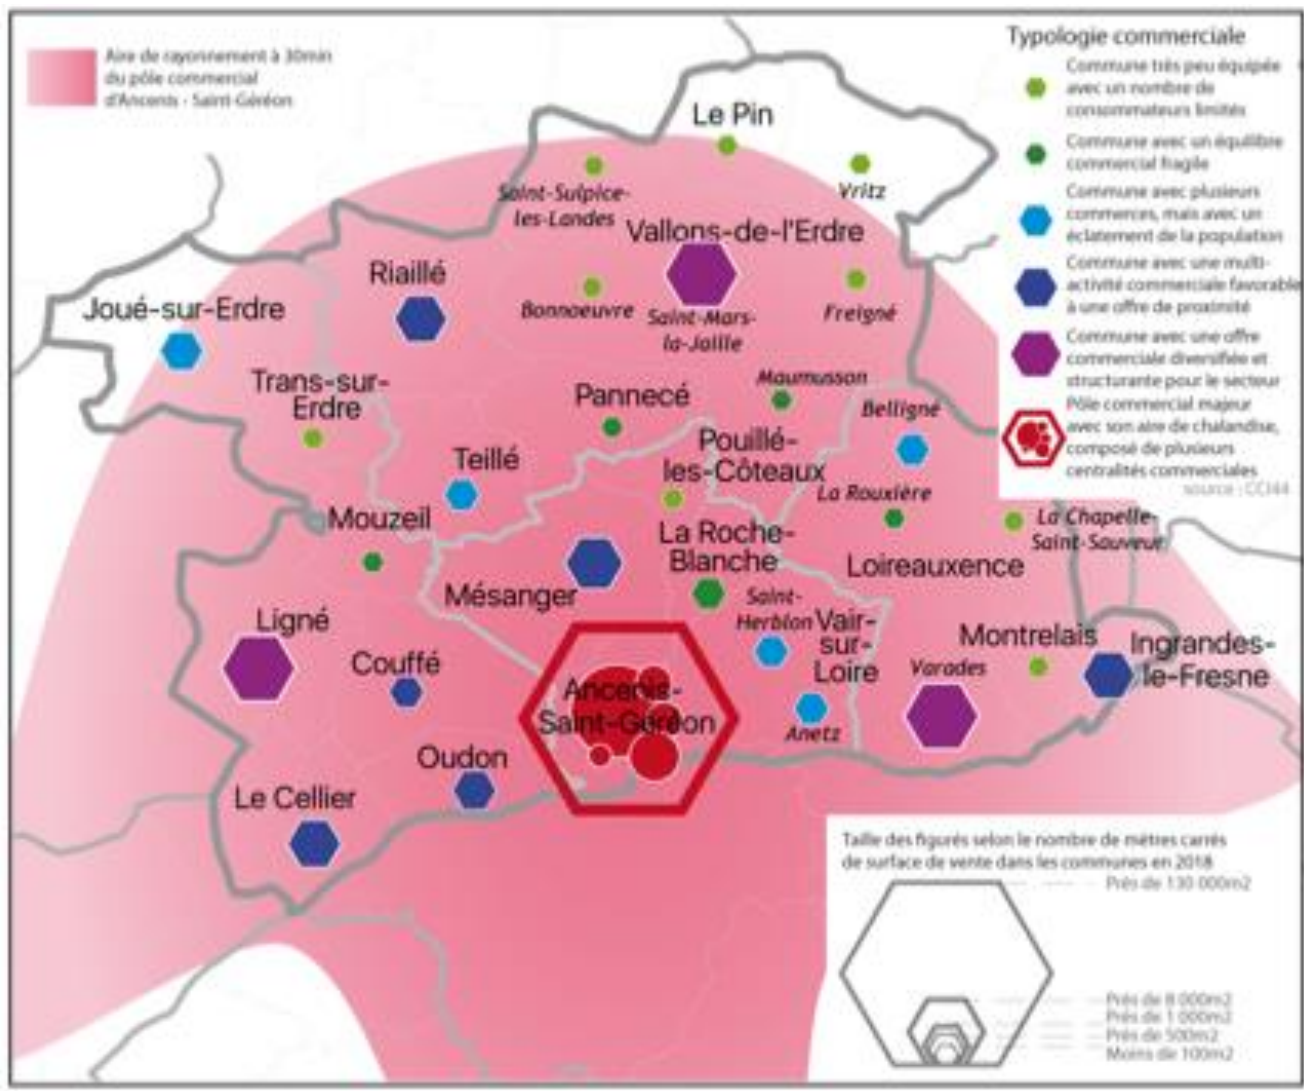 Aire de rayonnement à 30min
du pôle commercial
d'Ancenis - Saint-Géréon
Typologie commerciale
Commune très peu équipée
avec un nombre de
consommateurs limités
Commune avec un équilibre
commercial fragile
Commune avec plusieurs
commerces, mais avec un
éclatement de la population
Commune avec une multi-
activité commerciale favorable
à une offre de proximité
Commune avec une offre
commerciale diversifiée et
structurante pour le secteur
Pôle commercial majeur
avec son aire de chalandise,
composé de plusieurs
centralités commerciales
source : CCI44
Le Pin
Saint-Sulpice-
les-Landes
Vritz
Vallons-de-l'Erdre
Riaillé
Joué-sur-Erdre
Bonnoeuvre
Saint-Mars-
la-Jaille
Freigné
Trans-sur-
Erdre
Pannecé
Maumusson
Belligné
Teillé
Pouillé-
les-Côteaux
La Rouxière
Mouzeil
La Roche-
Blanche
La Chapelle-
Saint-Sauveur
Loireauxence
Mésanger
Saint-
Herblon
Vair-
sur-
Loire
Ligné
Couffé
Montrelais
Ingrandes-
le-Fresne
Varades
Ancenis-
Saint-Géréon
Anetz
Oudon
Le Cellier
Taille des figurés selon le nombre de mètres carrés
de surface de vente dans les communes en 2018
Près de 130 000m2
Près de 8 000m2
Près de 1 000m2
Près de 500m2
Moins de 100m2